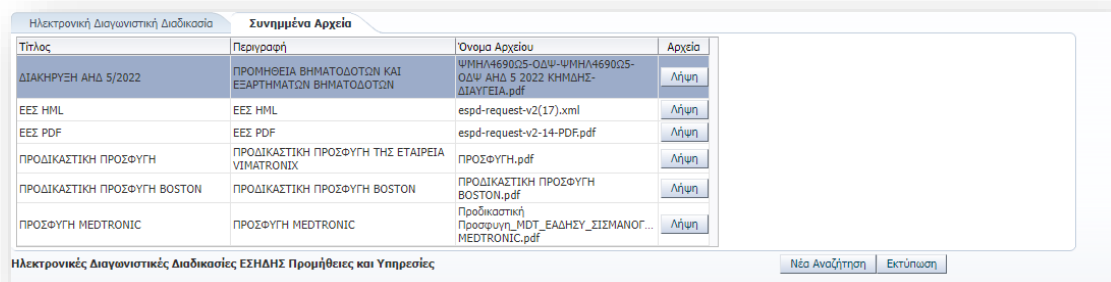 Ηλεκτρονική Διαγωνιστική Διαδικασία Συνημμένα Αρχεία
Τίτλος Περιγραφή Όνομα Αρχείου Αρχεία
ΔΙΑΚΗΡΥΞΗ ΑΗΔ 5/2022
ΠΡΟΜΗΘΕΙΑ ΒΗΜΑΤΟΔΟΤΩΝ ΚΑΙ
ΕΞΑΡΤΗΜΑΤΩΝ ΒΗΜΑΤΟΔΟΤΩΝ
ΨΜΗΛ4690Ω5-ΟΔΨ-ΨΜΗΛ4690Ω5-
ΟΔΨ ΑΗΔ 5 2022 ΚΗΜΔΗΣ-
ΔΙΑΥΓΕΙΑ.pdf
Λήψη
ΕΕΣ HML ΕΕΣ HML espd-request-v2(17).xml Λήψη
ΕΕΣ PDF ΕΕΣ PDF espd-request-v2-14-PDF.pdf Λήψη
ΠΡΟΔΙΚΑΣΤΙΚΗ ΠΡΟΣΦΥΓΗ
ΠΡΟΔΙΚΑΣΤΙΚΗ ΠΡΟΣΦΥΓΗ ΤΗΣ ΕΤΑΙΡΕΙΑ
VIMATRONIX
ΠΡΟΣΦΥΓΗ.pdf Λήψη
ΠΡΟΔΙΚΑΣΤΙΚΗ ΠΡΟΣΦΥΓΗ BOSTON ΠΡΟΔΙΚΑΣΤΙΚΗ ΠΡΟΣΦΥΓΗ BOSTON
ΠΡΟΔΙΚΑΣΤΙΚΗ ΠΡΟΣΦΥΓΗ
BOSTON.pdf
Λήψη
ΠΡΟΣΦΥΓΗ MEDTRONIC ΠΡΟΣΦΥΓΗ MEDTRONIC
Προδικαστική
Προσφυγη_MDT_ΕΑΔΗΣΥ_ΣΙΣΜΑΝΟΓ...
MEDTRONIC.pdf
Λήψη
Ηλεκτρονικές Διαγωνιστικές Διαδικασίες ΕΣΗΔΗΣ Προμήθειες και Υπηρεσίες Νέα Αναζήτηση Εκτύπωση